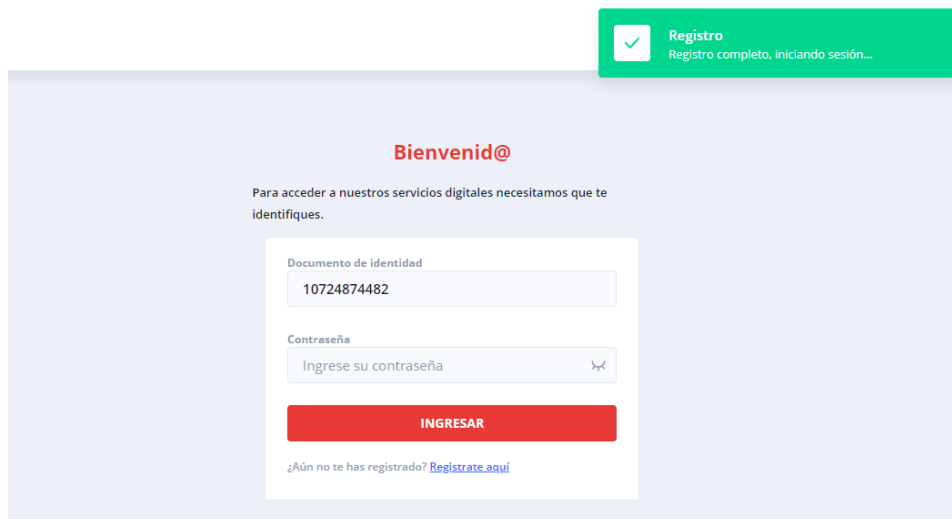 Registro
Registro completo, iniciando sesión...
Bienvenid@
Para acceder a nuestros servicios digitales necesitamos que te
identifiques.
Documento de identidad
10724874482
Contraseña
Ingrese su contraseña
INGRESAR
¿Aún no te has registrado? Registrate aquí